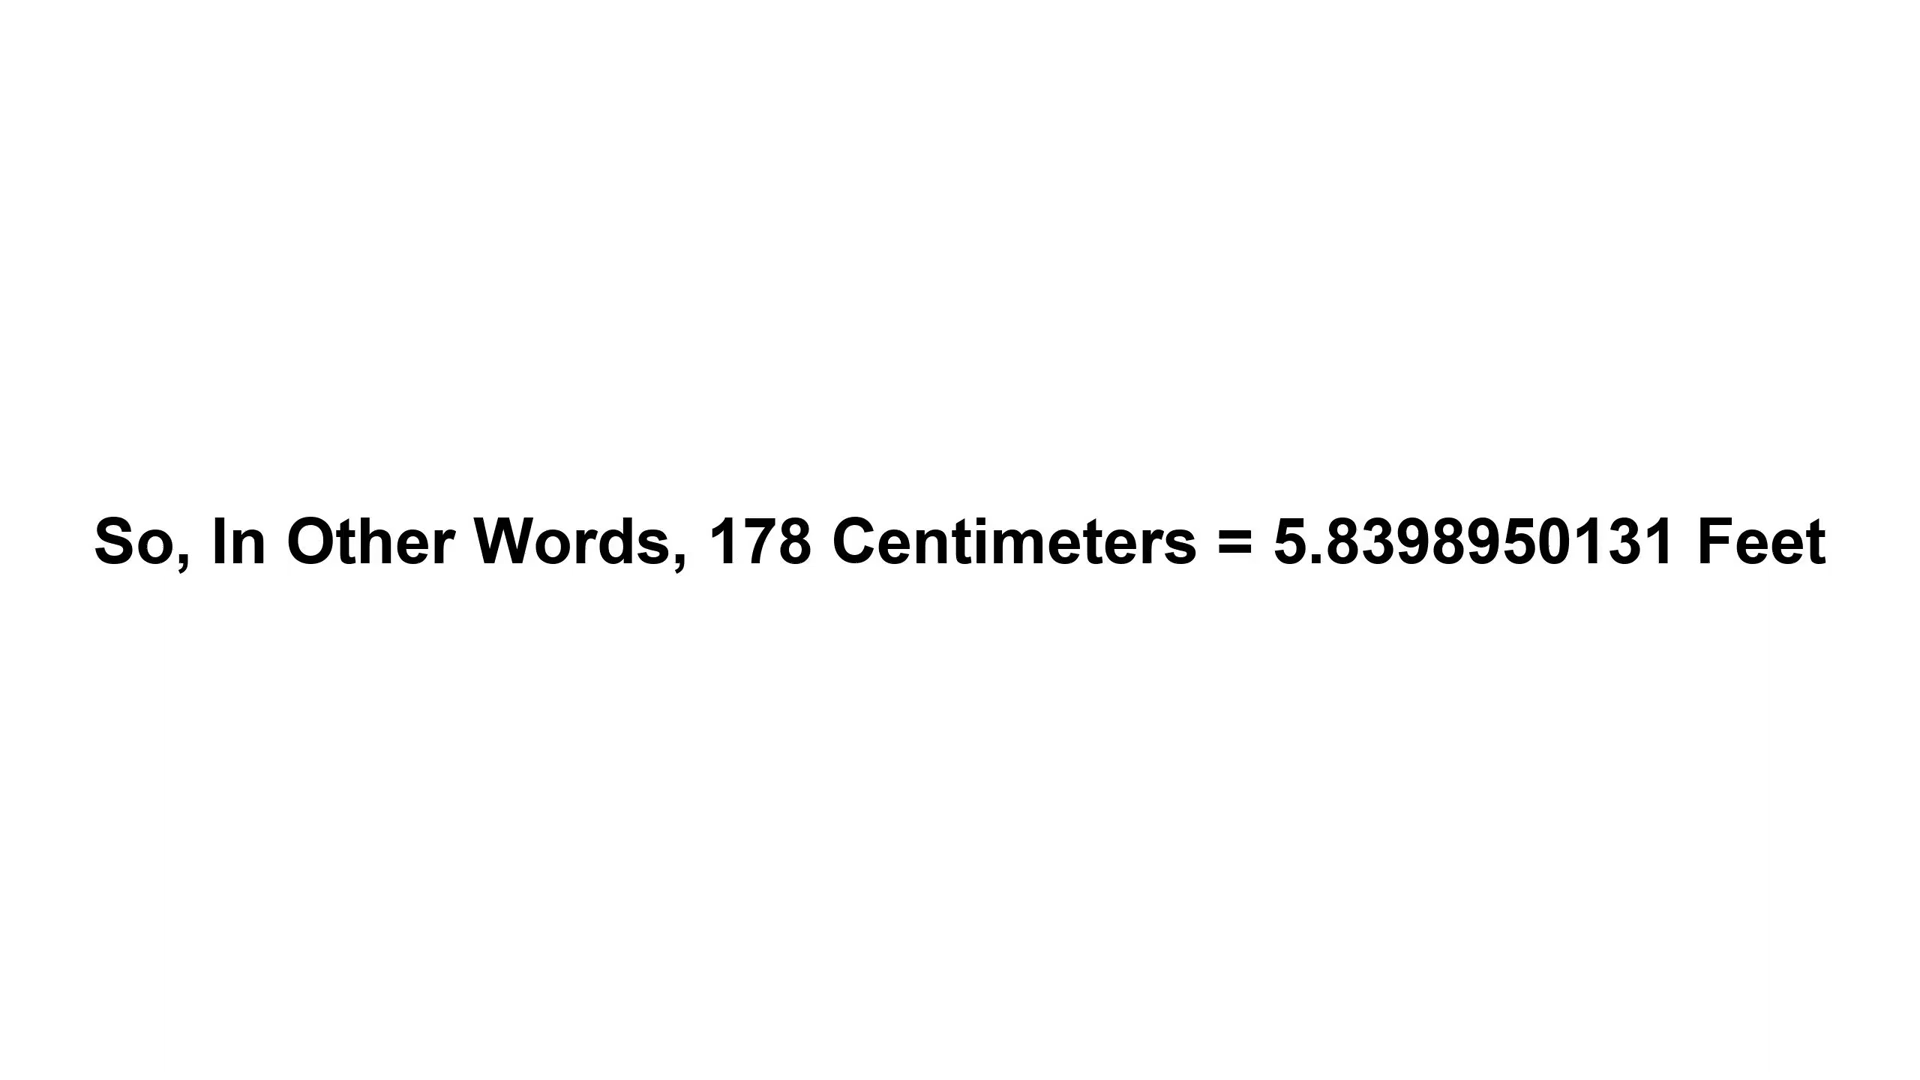 So, In Other Words, 178 Centimeters = 5.8398950131 Feet